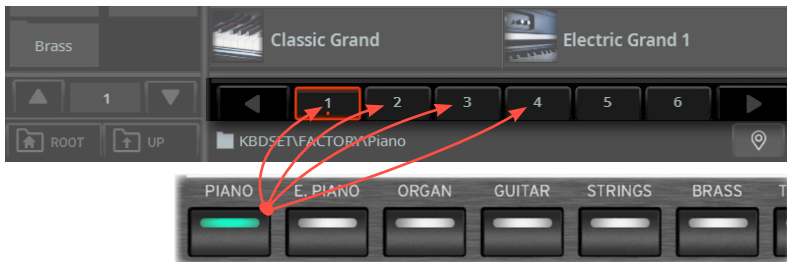 Brass
Classic Grand
Electric Grand 1
1
1
2
3
4
5
6
ROOT
UP
KBDSET\FACTORY\Piano
PIANO
E. PIANO
ORGAN
GUITAR
STRINGS
BRASS
T